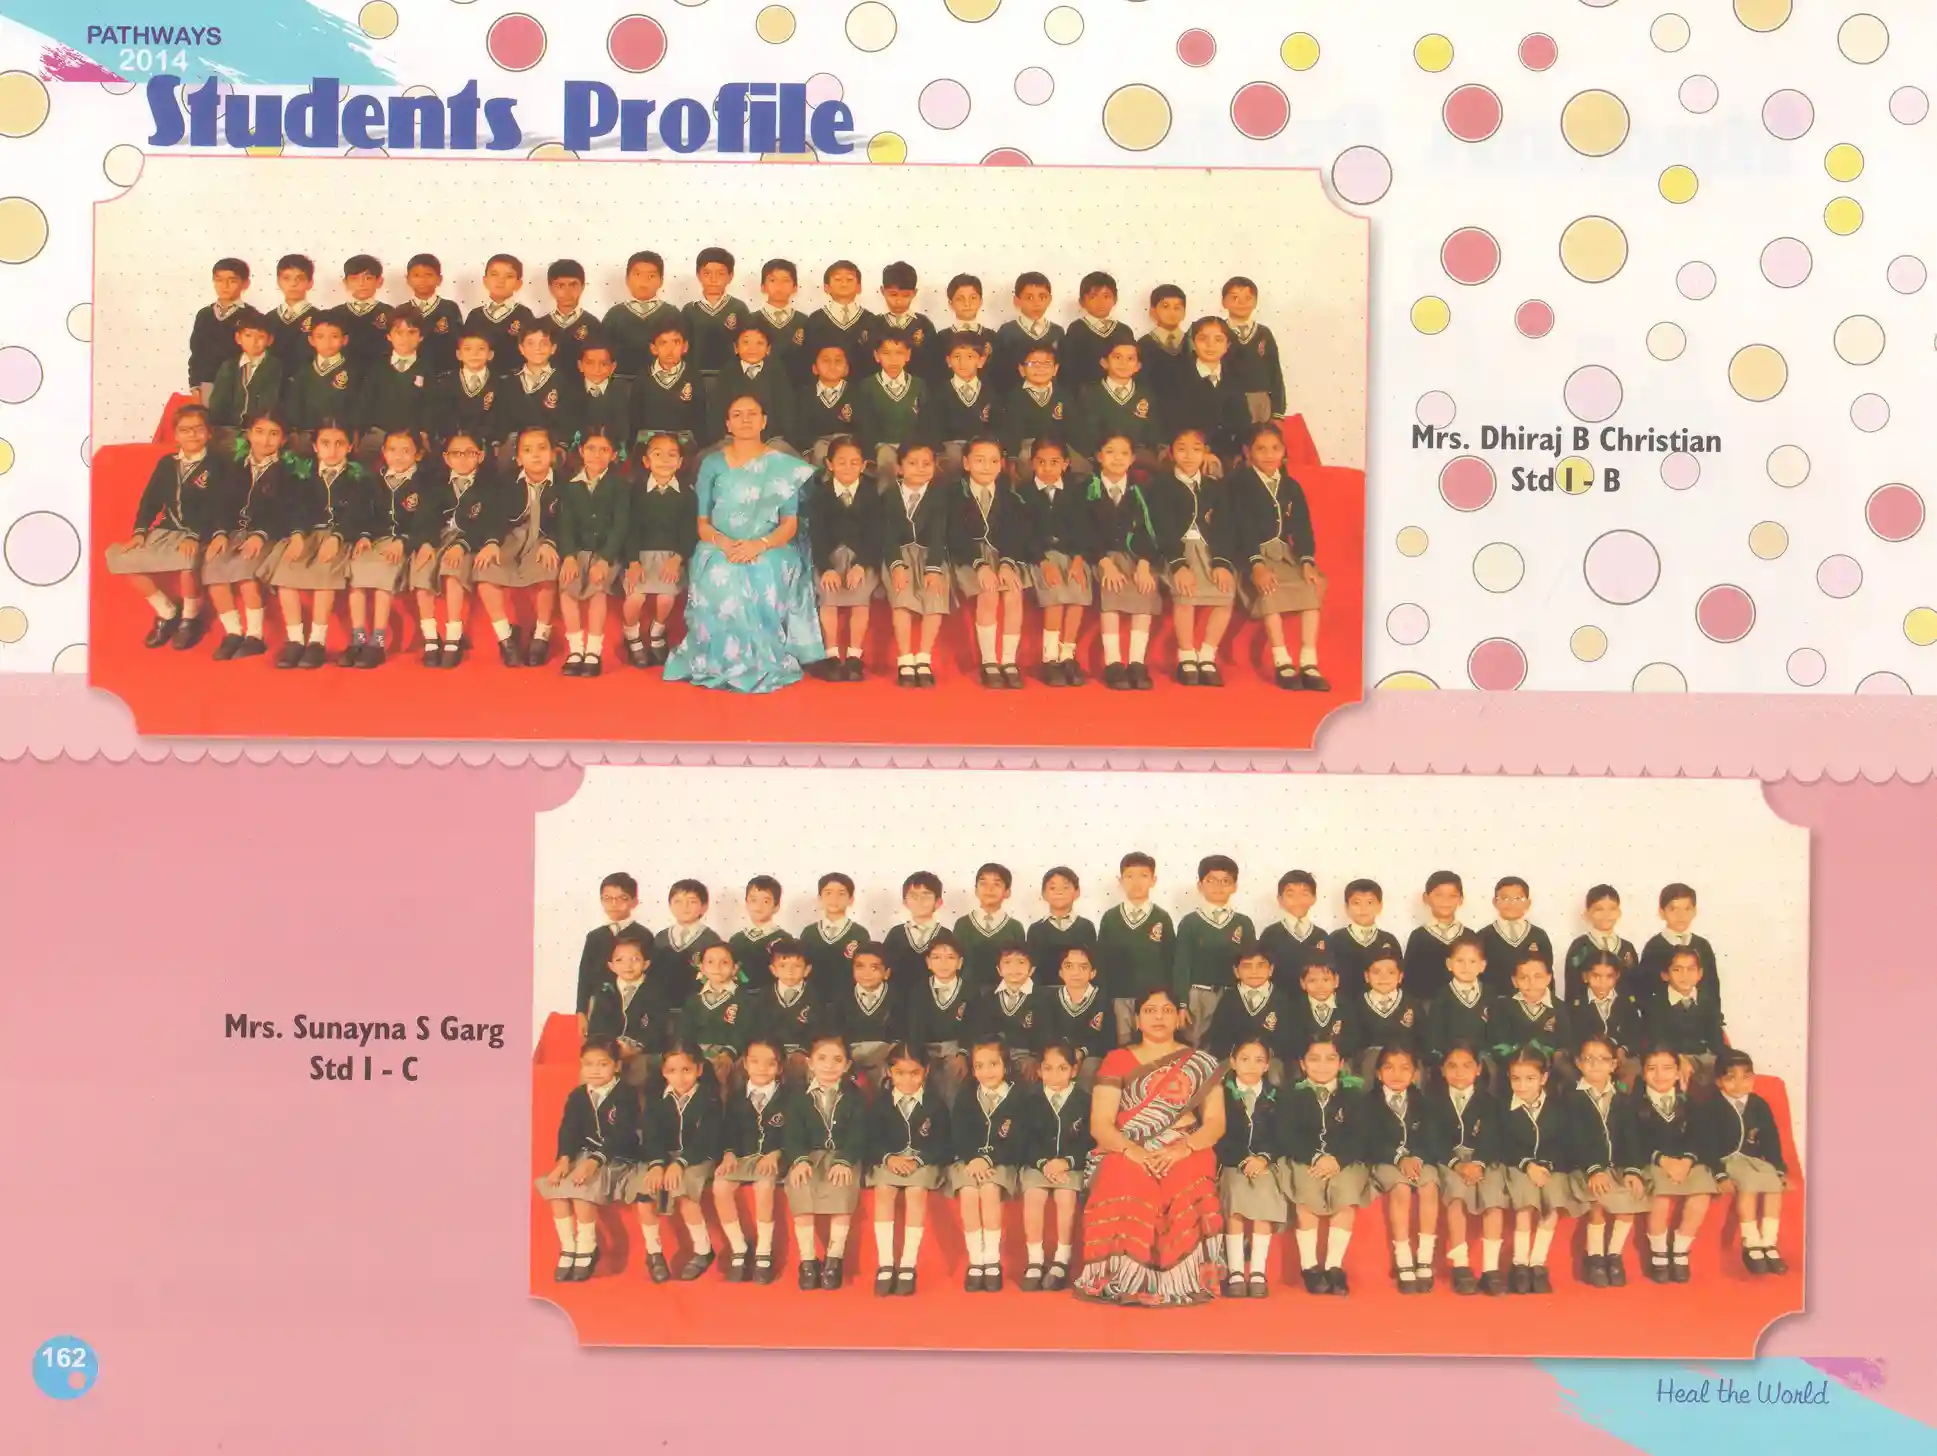 PATHWAYS
2014
Students Profile
Mrs. Dhiraj B Christian
Std I - B
Mrs. Sunayna S Garg
Std I - C
162
Heal the World